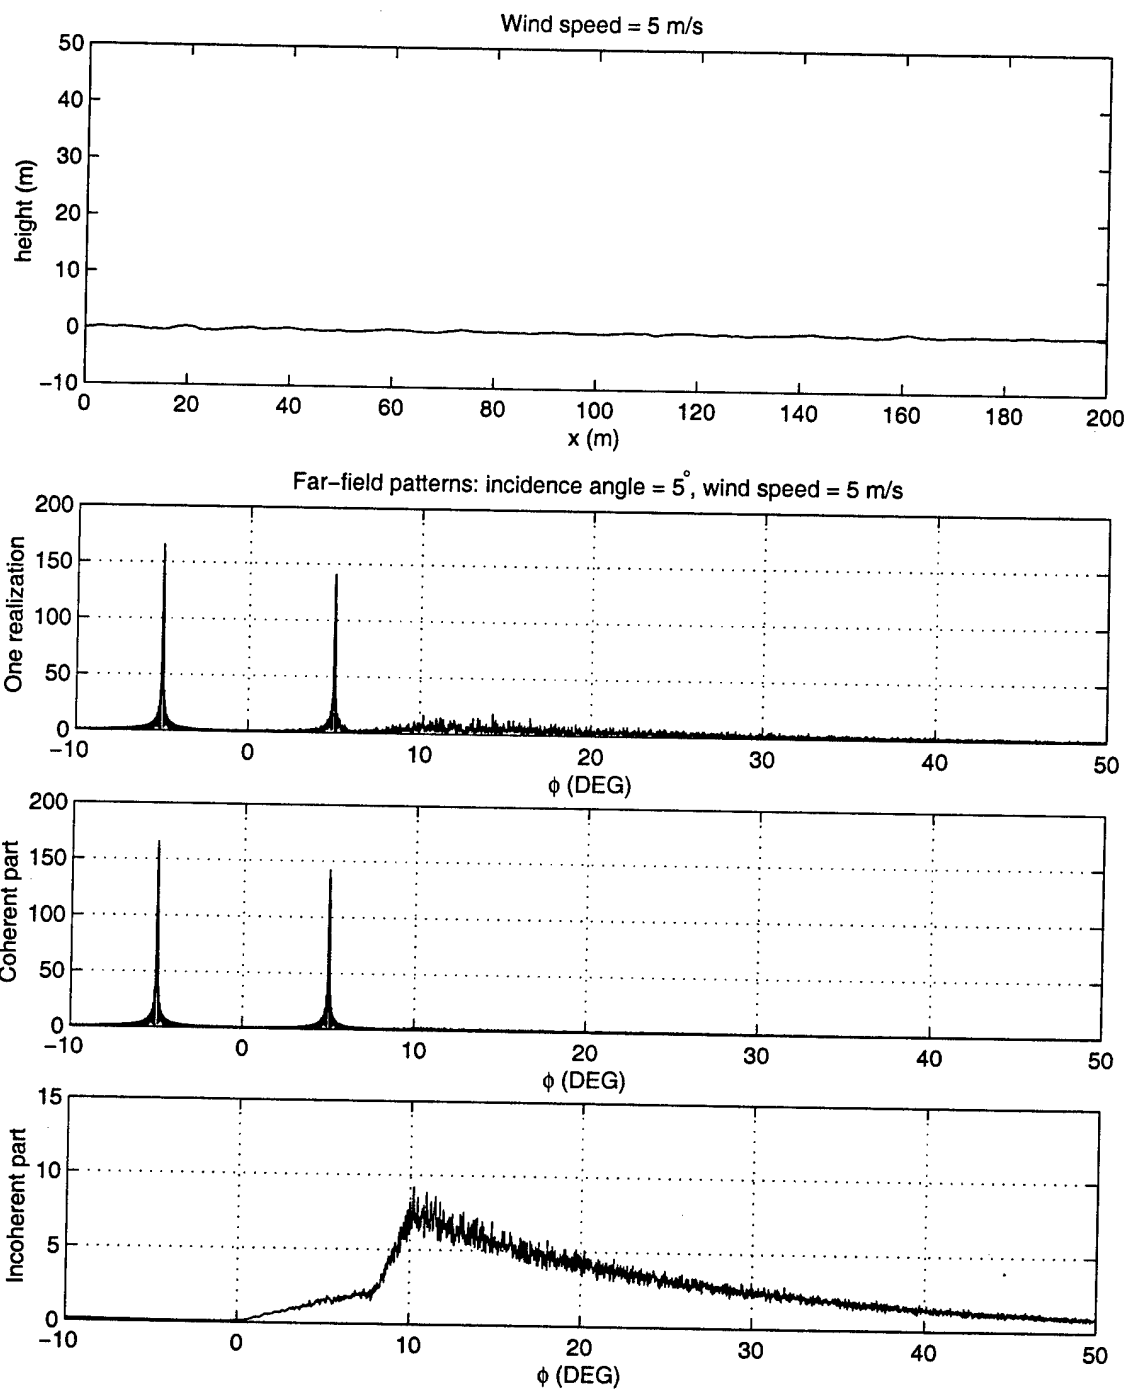 Wind speed = 5 m/s
50
40
30
20
10
0
−10
height (m)
0 20 40 60 80 100 120 140 160 180 200
x (m)
Far−field patterns: incidence angle = 5°, wind speed = 5 m/s
200
150
100
50
0
One realization
−10 0 10 20 30 40 50
ϕ (DEG)
200
150
100
50
0
Coherent part
−10 0 10 20 30 40 50
ϕ (DEG)
15
10
5
0
Incoherent part
−10 0 10 20 30 40 50
ϕ (DEG)